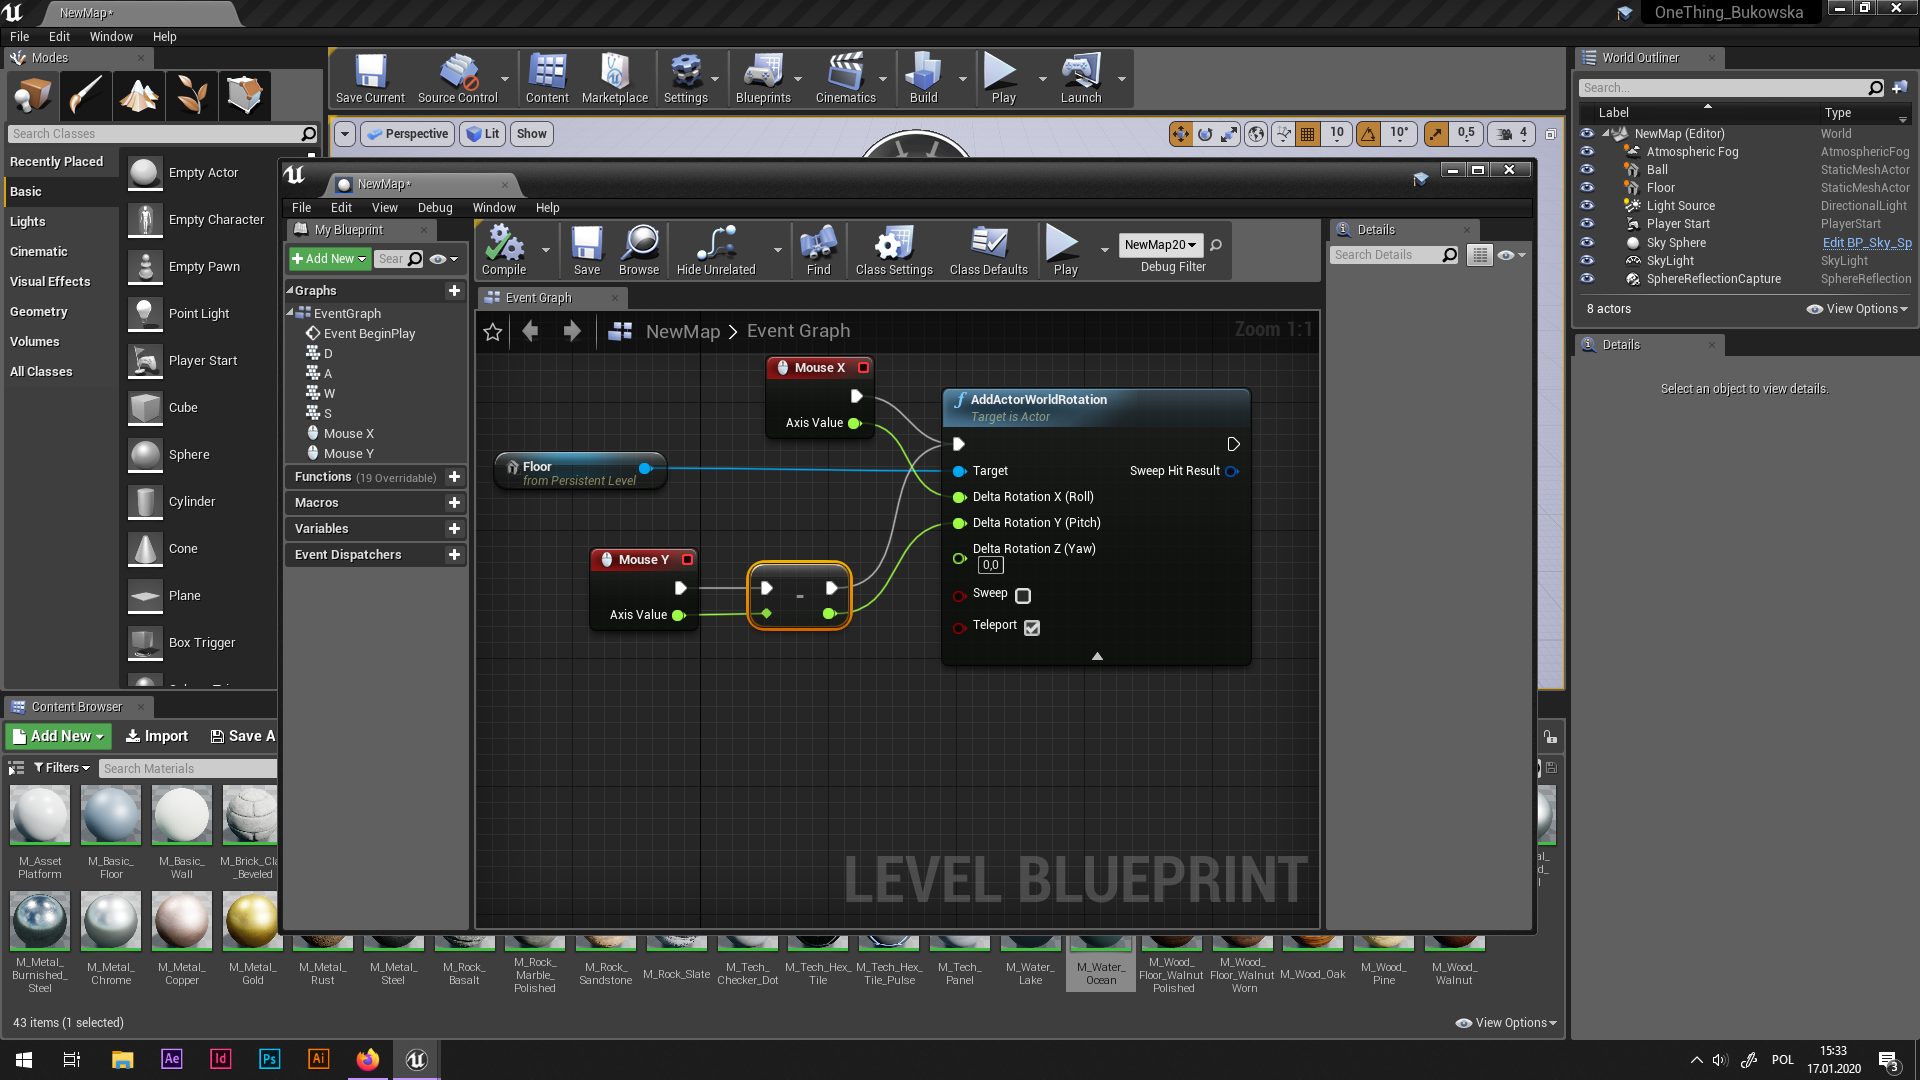 NewMap*
OneThing_Bukowska
File Edit Window Help
Modes
Search Classes
Recently Placed
Basic
Lights
Cinematic
Visual Effects
Geometry
Volumes
All Classes
Empty Actor
Empty Character
Empty Pawn
Point Light
Player Start
Cube
Sphere
Cylinder
Cone
Plane
Box Trigger
Save Current Source Control Content Marketplace Settings Blueprints Cinematics Build Play Launch
Perspective Lit Show
10 10° 0,5 4
World Outliner
Search...
Label Type
NewMap (Editor) World
Atmospheric Fog AtmosphericFog
Ball StaticMeshActor
Floor StaticMeshActor
Light Source DirectionalLight
Player Start PlayerStart
Sky Sphere Edit BP_Sky_Sp
SkyLight SkyLight
SphereReflectionCapture SphereReflection
8 actors View Options
Details
Select an object to view details.
NewMap*
File Edit View Debug Window Help
My Blueprint
Add New Sear
Graphs
EventGraph
Event BeginPlay
D
A
W
S
Mouse X
Mouse Y
Functions (19 Overridable)
Macros
Variables
Event Dispatchers
Compile Save Browse Hide Unrelated Find Class Settings Class Defaults Play
NewMap20
Debug Filter
Event Graph
NewMap > Event Graph
Zoom 1:1
Mouse X
Axis Value
Floor
from Persistent Level
Mouse Y
Axis Value
-
AddActorWorldRotation
Target is Actor
Target Sweep Hit Result
Delta Rotation X (Roll)
Delta Rotation Y (Pitch)
Delta Rotation Z (Yaw)
0,0
Sweep
Teleport
LEVEL BLUEPRINT
Details
Search Details
Content Browser
Add New Import Save A
Filters Search Materials
M_Asset
Platform
M_Basic_
Floor
M_Basic_
Wall
M_Brick_Cla
_Beveled
M_Metal_
Burnished_
Steel
M_Metal_
Chrome
M_Metal_
Copper
M_Metal_
Gold
M_Metal_
Rust
M_Metal_
Steel
M_Rock_
Basalt
M_Rock_
Marble_
Polished
M_Rock_
Sandstone
M_Rock_Slate
M_Tech_
Checker_Dot
M_Tech_Hex_
Tile
M_Tech_Hex_
Tile_Pulse
M_Tech_
Panel
M_Water_
Lake
M_Water_
Ocean
M_Wood_
Floor_Walnut
Polished
M_Wood_
Floor_Walnut
Worn
M_Wood_Oak
M_Wood_
Pine
M_Wood_
Walnut
43 items (1 selected)
View Options
Ae Id Ps Ai
POL
15:33
17.01.2020
3